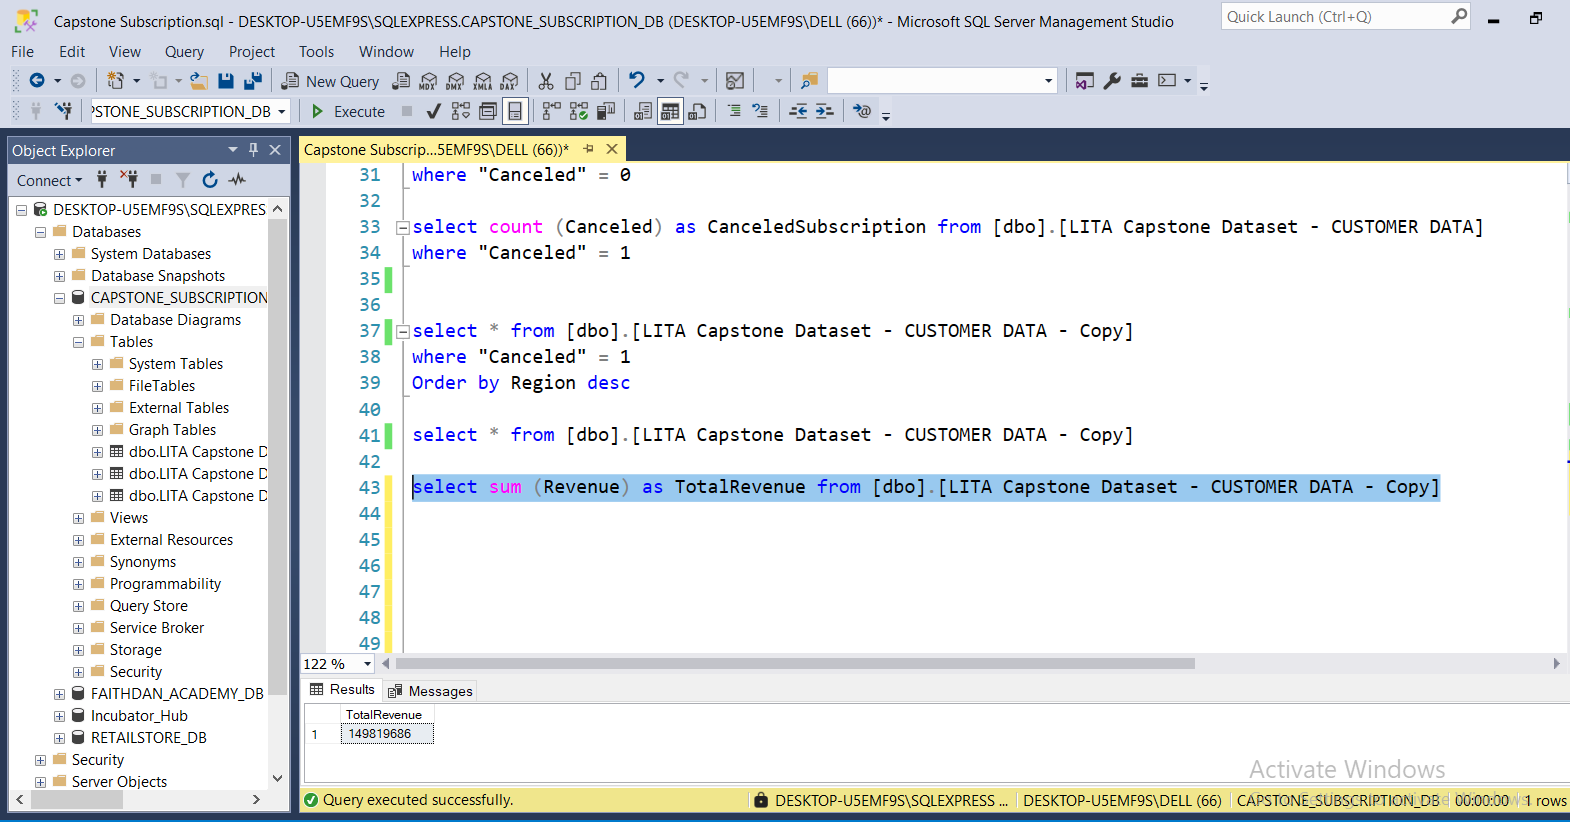 Capstone Subscription.sql - DESKTOP-U5EMF9S\SQLEXPRESS.CAPSTONE_SUBSCRIPTION_DB (DESKTOP-U5EMF9S\DELL (66))* - Microsoft SQL Server Management Studio
Quick Launch (Ctrl+Q)
File Edit View Query Project Tools Window Help
New Query MDX DMX XMLA DAX
PSTONE_SUBSCRIPTION_DB Execute
Object Explorer
Connect
DESKTOP-U5EMF9S\SQLEXPRES
Databases
System Databases
Database Snapshots
CAPSTONE_SUBSCRIPTION
Database Diagrams
Tables
System Tables
FileTables
External Tables
Graph Tables
dbo.LITA Capstone D
dbo.LITA Capstone D
dbo.LITA Capstone D
Views
External Resources
Synonyms
Programmability
Query Store
Service Broker
Storage
Security
FAITHDAN_ACADEMY_DB
Incubator_Hub
RETAILSTORE_DB
Security
Server Objects
Capstone Subscrip...5EMF9S\DELL (66))*
31 where "Canceled" = 0
32
33 select count (Canceled) as CanceledSubscription from [dbo].[LITA Capstone Dataset - CUSTOMER DATA]
34 where "Canceled" = 1
35
36
37 select * from [dbo].[LITA Capstone Dataset - CUSTOMER DATA - Copy]
38 where "Canceled" = 1
39 Order by Region desc
40
41 select * from [dbo].[LITA Capstone Dataset - CUSTOMER DATA - Copy]
42
43 select sum (Revenue) as TotalRevenue from [dbo].[LITA Capstone Dataset - CUSTOMER DATA - Copy]
44
45
46
47
48
49
122 %
Results Messages
TotalRevenue
1 149819686
Activate Windows
Query executed successfully. DESKTOP-U5EMF9S\SQLEXPRESS ... DESKTOP-U5EMF9S\DELL (66) CAPSTONE_SUBSCRIPTION_DB 00:00:00 1 rows